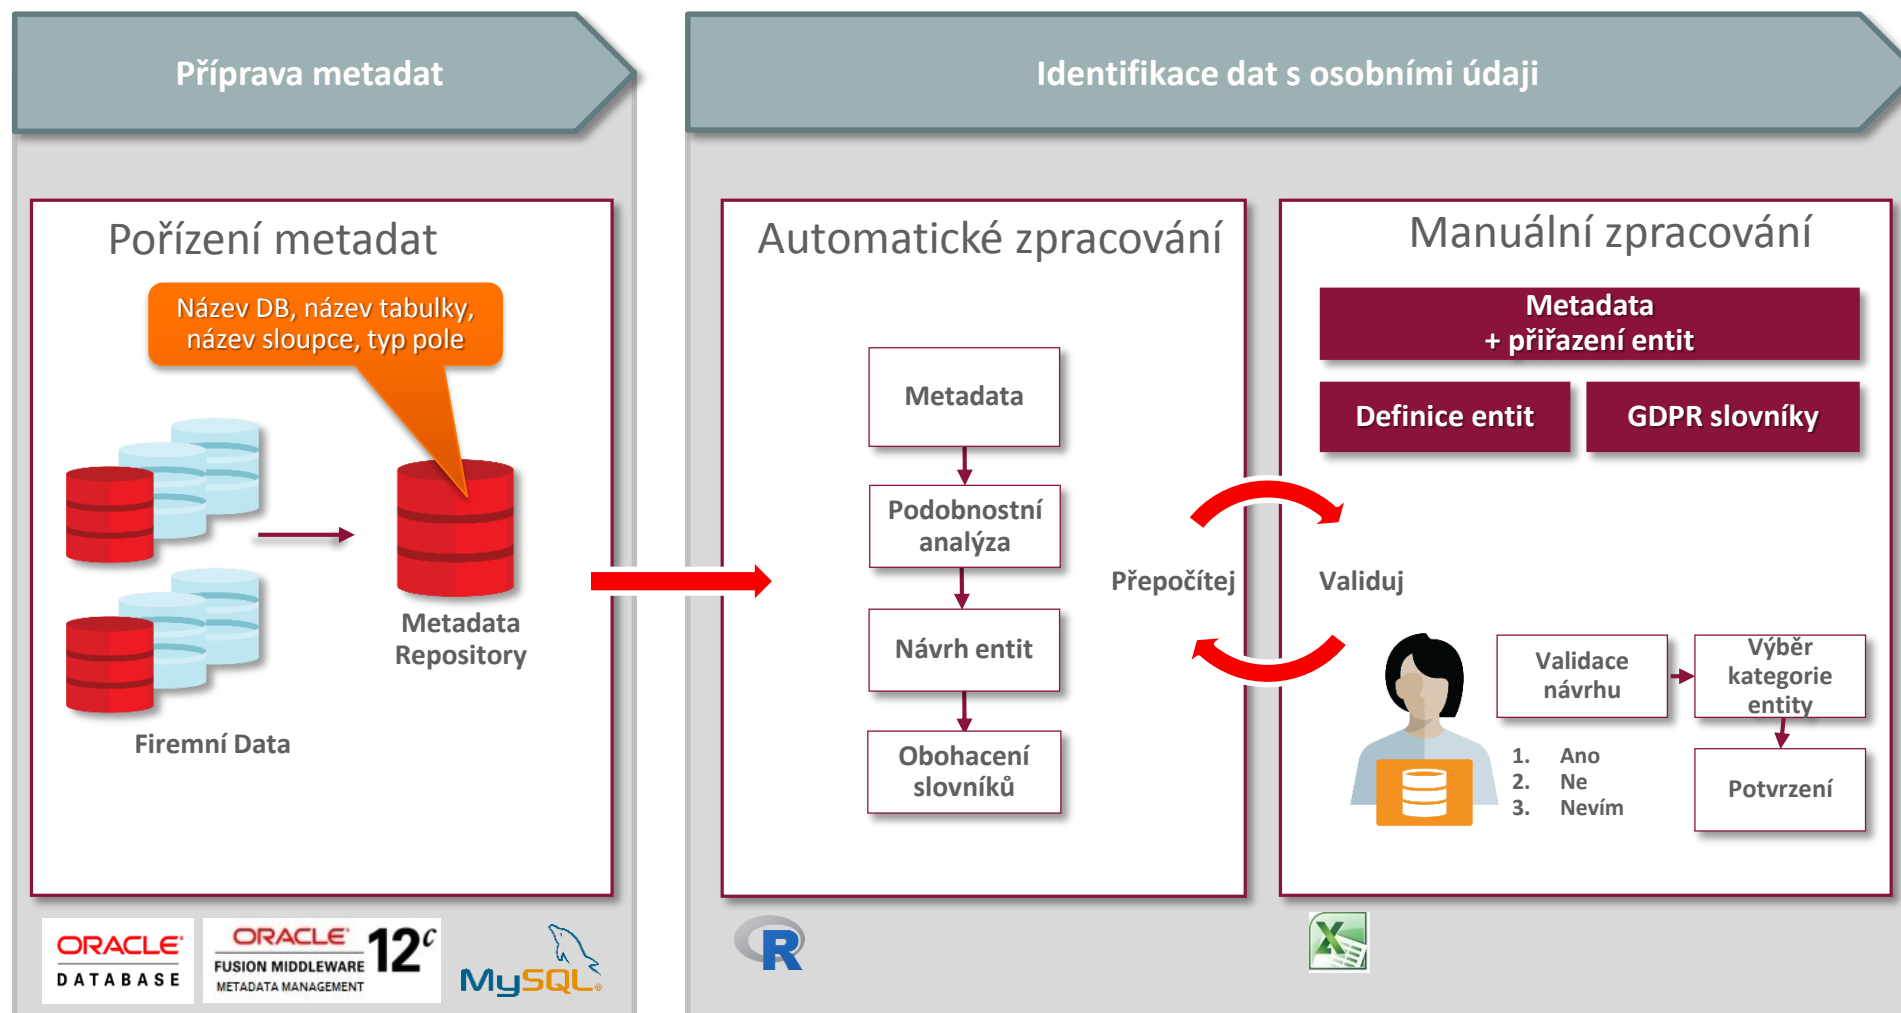 Příprava metadat
Identifikace dat s osobními údaji
Pořízení metadat
Název DB, název tabulky,
název sloupce, typ pole
Metadata
Repository
Firemní Data
Automatické zpracování
Metadata
Podobnostní
analýza
Návrh entit
Obohacení
slovníků
Přepočítej
Validuj
Manuální zpracování
Metadata
+ přiřazení entit
Definice entit
GDPR slovníky
Validace
návrhu
Výběr
kategorie
entity
1. Ano
2. Ne
3. Nevím
Potvrzení
ORACLE
DATABASE
ORACLE
FUSION MIDDLEWARE
METADATA MANAGEMENT
12c
MySQL
R
X